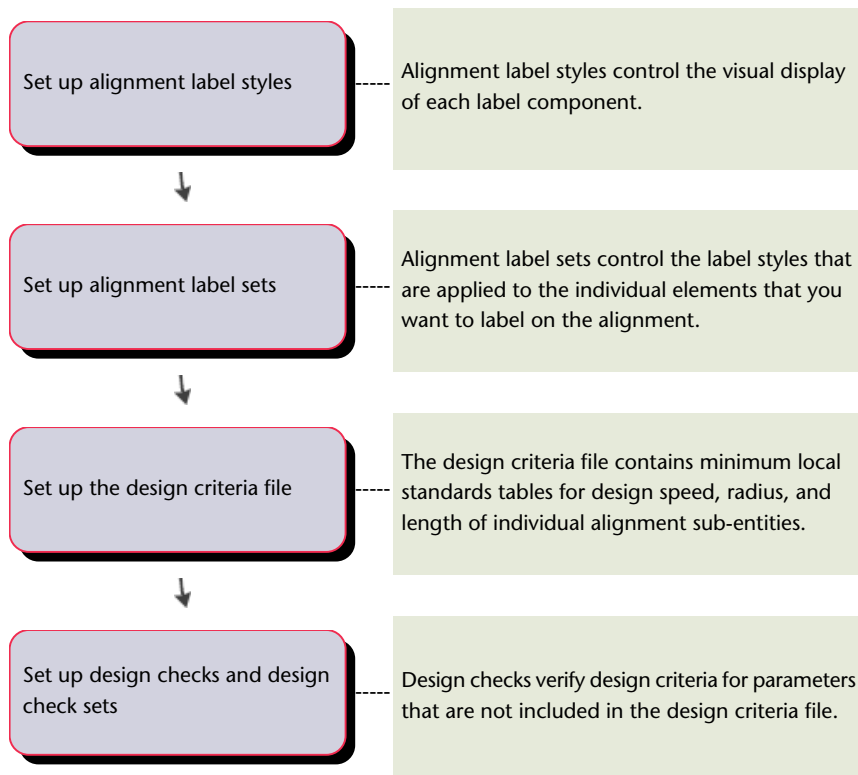 Set up alignment label styles
Alignment label styles control the visual display
of each label component.
Set up alignment label sets
Alignment label sets control the label styles that
are applied to the individual elements that you
want to label on the alignment.
Set up the design criteria file
The design criteria file contains minimum local
standards tables for design speed, radius, and
length of individual alignment sub-entities.
Set up design checks and design
check sets
Design checks verify design criteria for parameters
that are not included in the design criteria file.